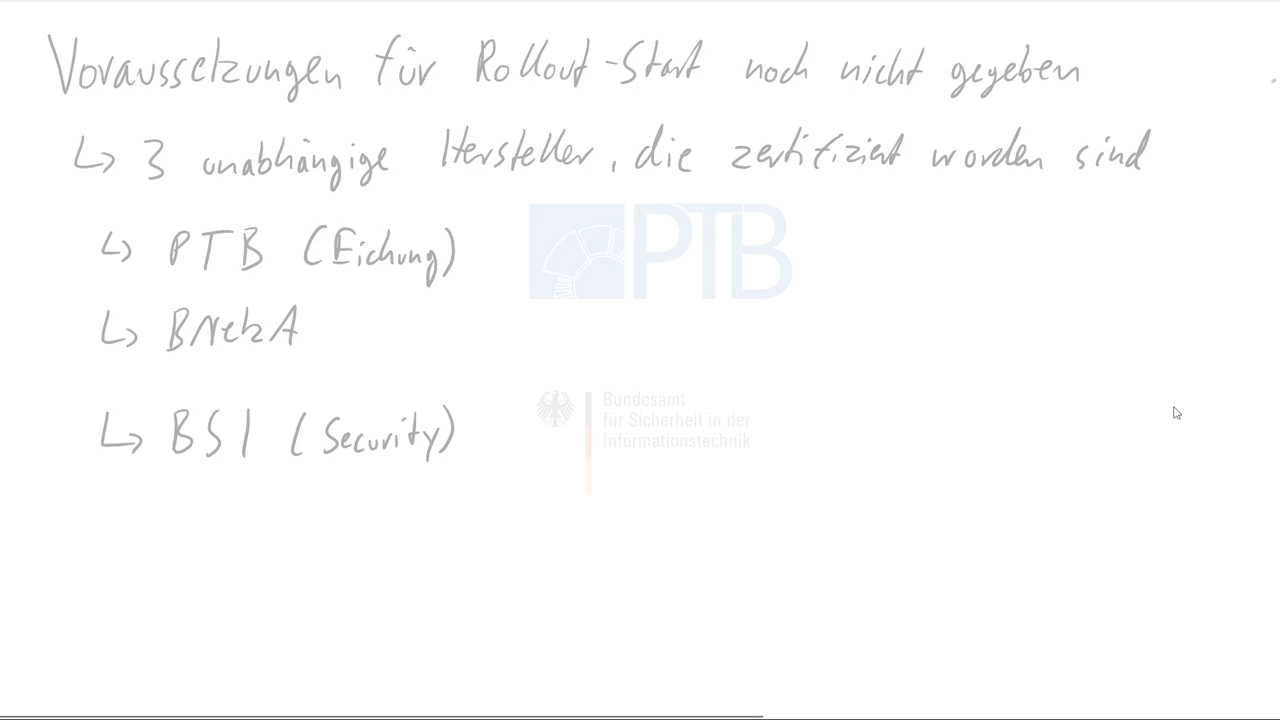 Voraussetzungen für Rollout-Start noch nicht gegeben
↳ 3 unabhängige Hersteller, die zertifiziert worden sind
↳ PTB (Eichung)
PTB
↳ BNetzA
↳ BSI (Security)
Bundesamt
für Sicherheit in der
Informationstechnik